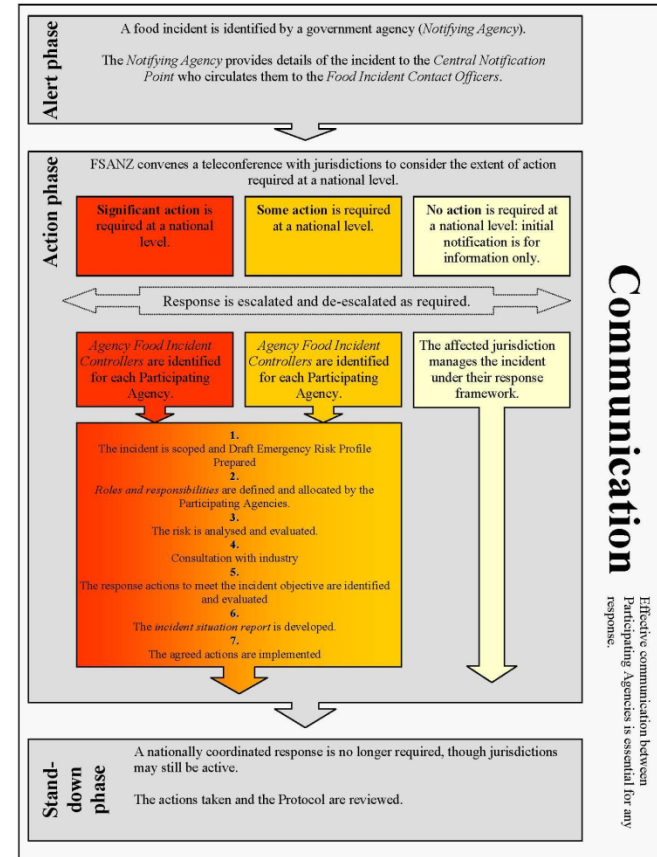 Alert phase
A food incident is identified by a government agency (Notifying Agency).
The Notifying Agency provides details of the incident to the Central Notification
Point who circulates them to the Food Incident Contact Officers.
Action phase
FSANZ convenes a teleconference with jurisdictions to consider the extent of action
required at a national level.
Significant action is
required at a national
level.
Some action is required
at a national level.
No action is required at
a national level: initial
notification is for
information only.
Response is escalated and de-escalated as required.
Agency Food Incident
Controllers are identified
for each Participating
Agency.
Agency Food Incident
Controllers are identified
for each Participating
Agency.
The affected jurisdiction
manages the incident
under their response
framework.
1.
The incident is scoped and Draft Emergency Risk Profile
Prepared
2.
Roles and responsibilities are defined and allocated by the
Participating Agencies.
3.
The risk is analysed and evaluated.
4.
Consultation with industry
5.
The response actions to meet the incident objective are identified
and evaluated
6.
The incident situation report is developed.
7.
The agreed actions are implemented
Stand-
down
phase
A nationally coordinated response is no longer required, though jurisdictions
may still be active.
The actions taken and the Protocol are reviewed.
Communication
Effective communication between
Participating Agencies is essential for any
response.